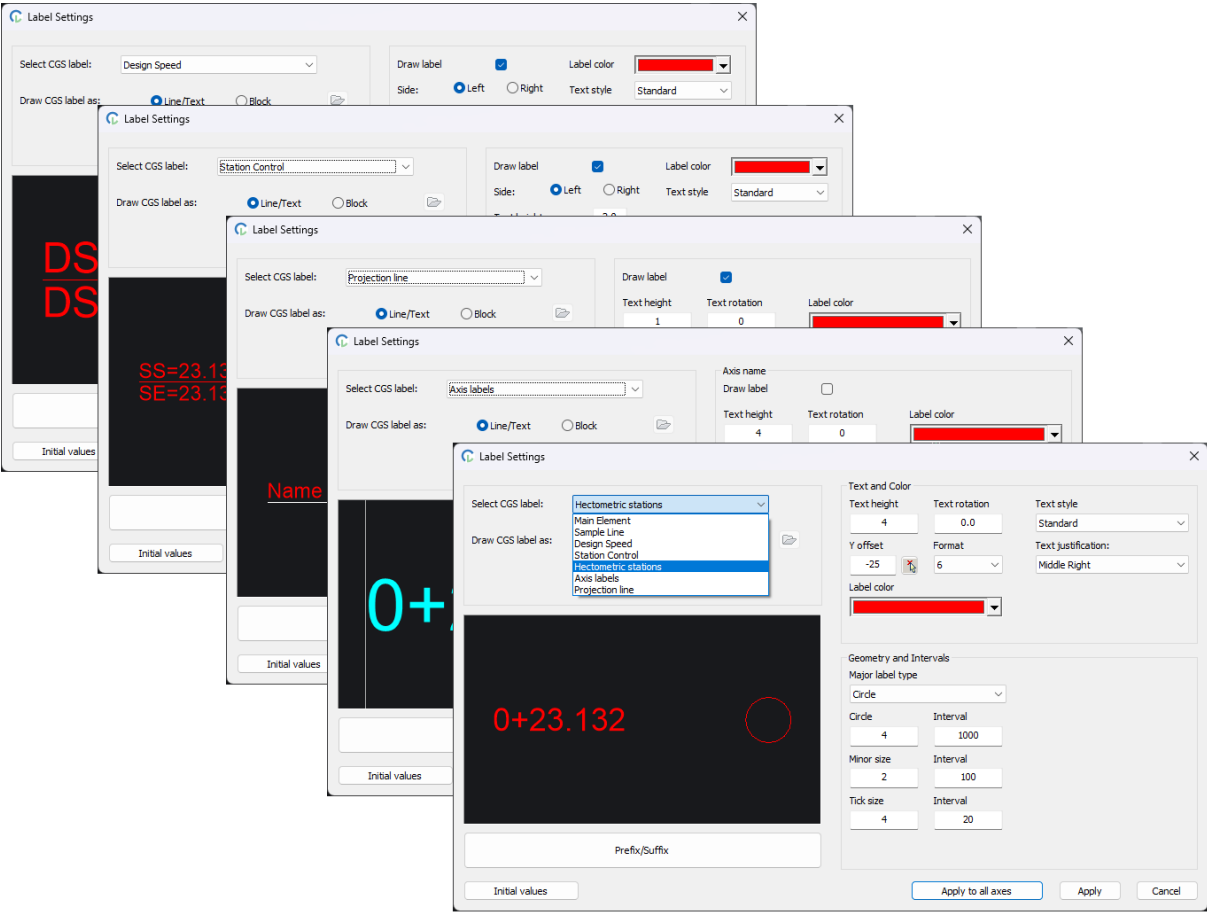 Label Settings
Select CGS label:
Design Speed
Draw label
Label color
Side:
Left
Right
Text style
Standard
Draw CGS label as:
Line/Text
Block
DS
DS
Initial values
Label Settings
Select CGS label:
Station Control
Draw label
Label color
Side:
Left
Right
Text style
Standard
Draw CGS label as:
Line/Text
Block
SS=23.13
SE=23.13
Initial values
Label Settings
Select CGS label:
Projection line
Draw label
Text height
Text rotation
Label color
1
0
Draw CGS label as:
Line/Text
Block
Name
Initial values
Label Settings
Select CGS label:
Axis labels
Axis name
Draw label
Text height
Text rotation
Label color
4
0
Draw CGS label as:
Line/Text
Block
0+
Initial values
Label Settings
Select CGS label:
Hectometric stations
Main Element
Sample Line
Design Speed
Station Control
Hectometric stations
Axis labels
Projection line
Draw CGS label as:
0+23.132
Prefix/Suffix
Initial values
Text and Color
Text height
Text rotation
Text style
4
0.0
Standard
Y offset
Format
Text justification:
-25
6
Middle Right
Label color
Geometry and Intervals
Major label type
Circle
Circle
Interval
4
1000
Minor size
Interval
2
100
Tick size
Interval
4
20
Apply to all axes
Apply
Cancel